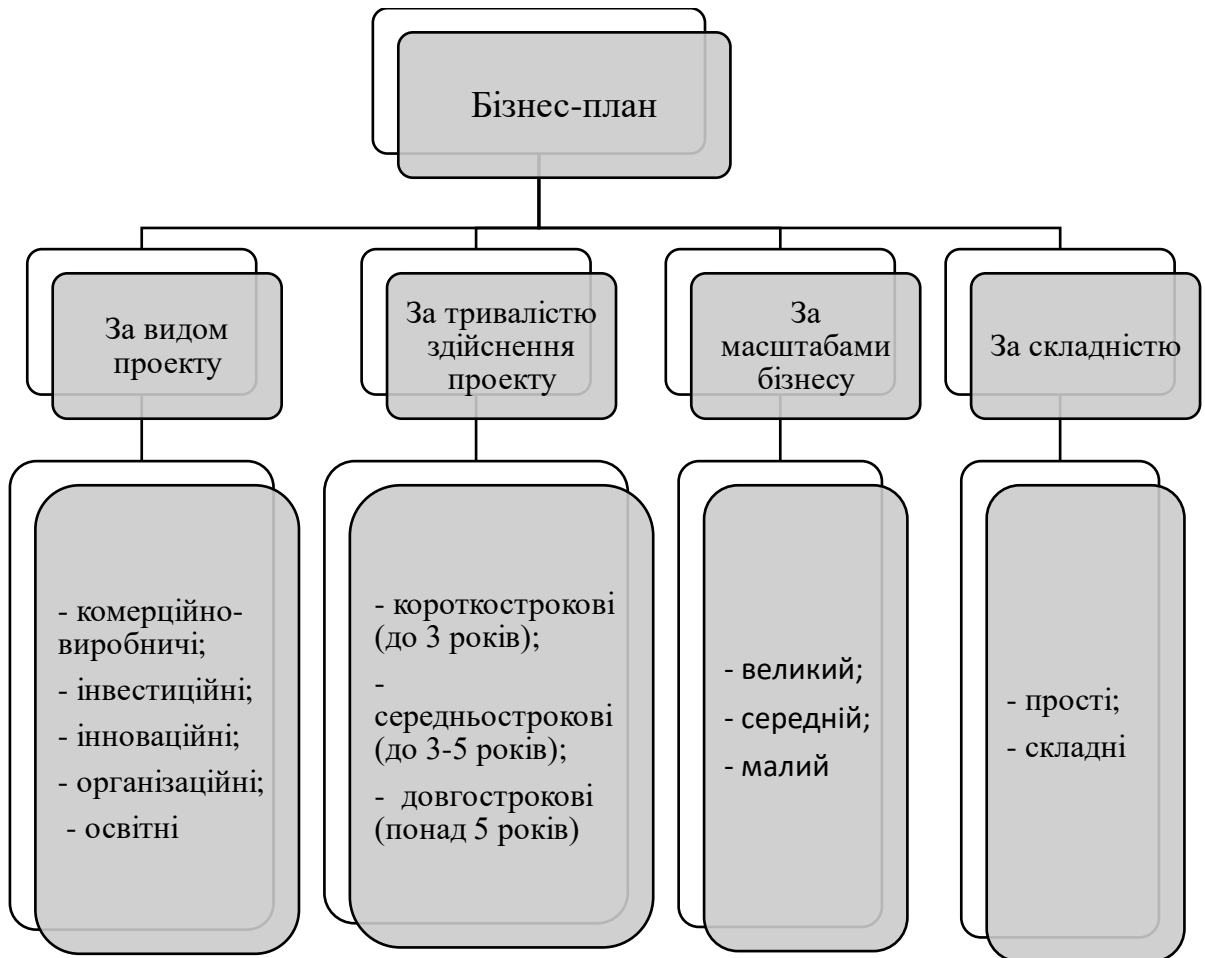 Бізнес-план
За видом
проекту
За тривалістю
здійснення
проекту
За
масштабами
бізнесу
За складністю
- комерційно-
виробничі;
- інвестиційні;
- інноваційні;
- організаційні;
- освітні
- короткострокові
(до 3 років);
-
середньострокові
(до 3-5 років);
- довгострокові
(понад 5 років)
- великий;
- середній;
- малий
- прості;
- складні